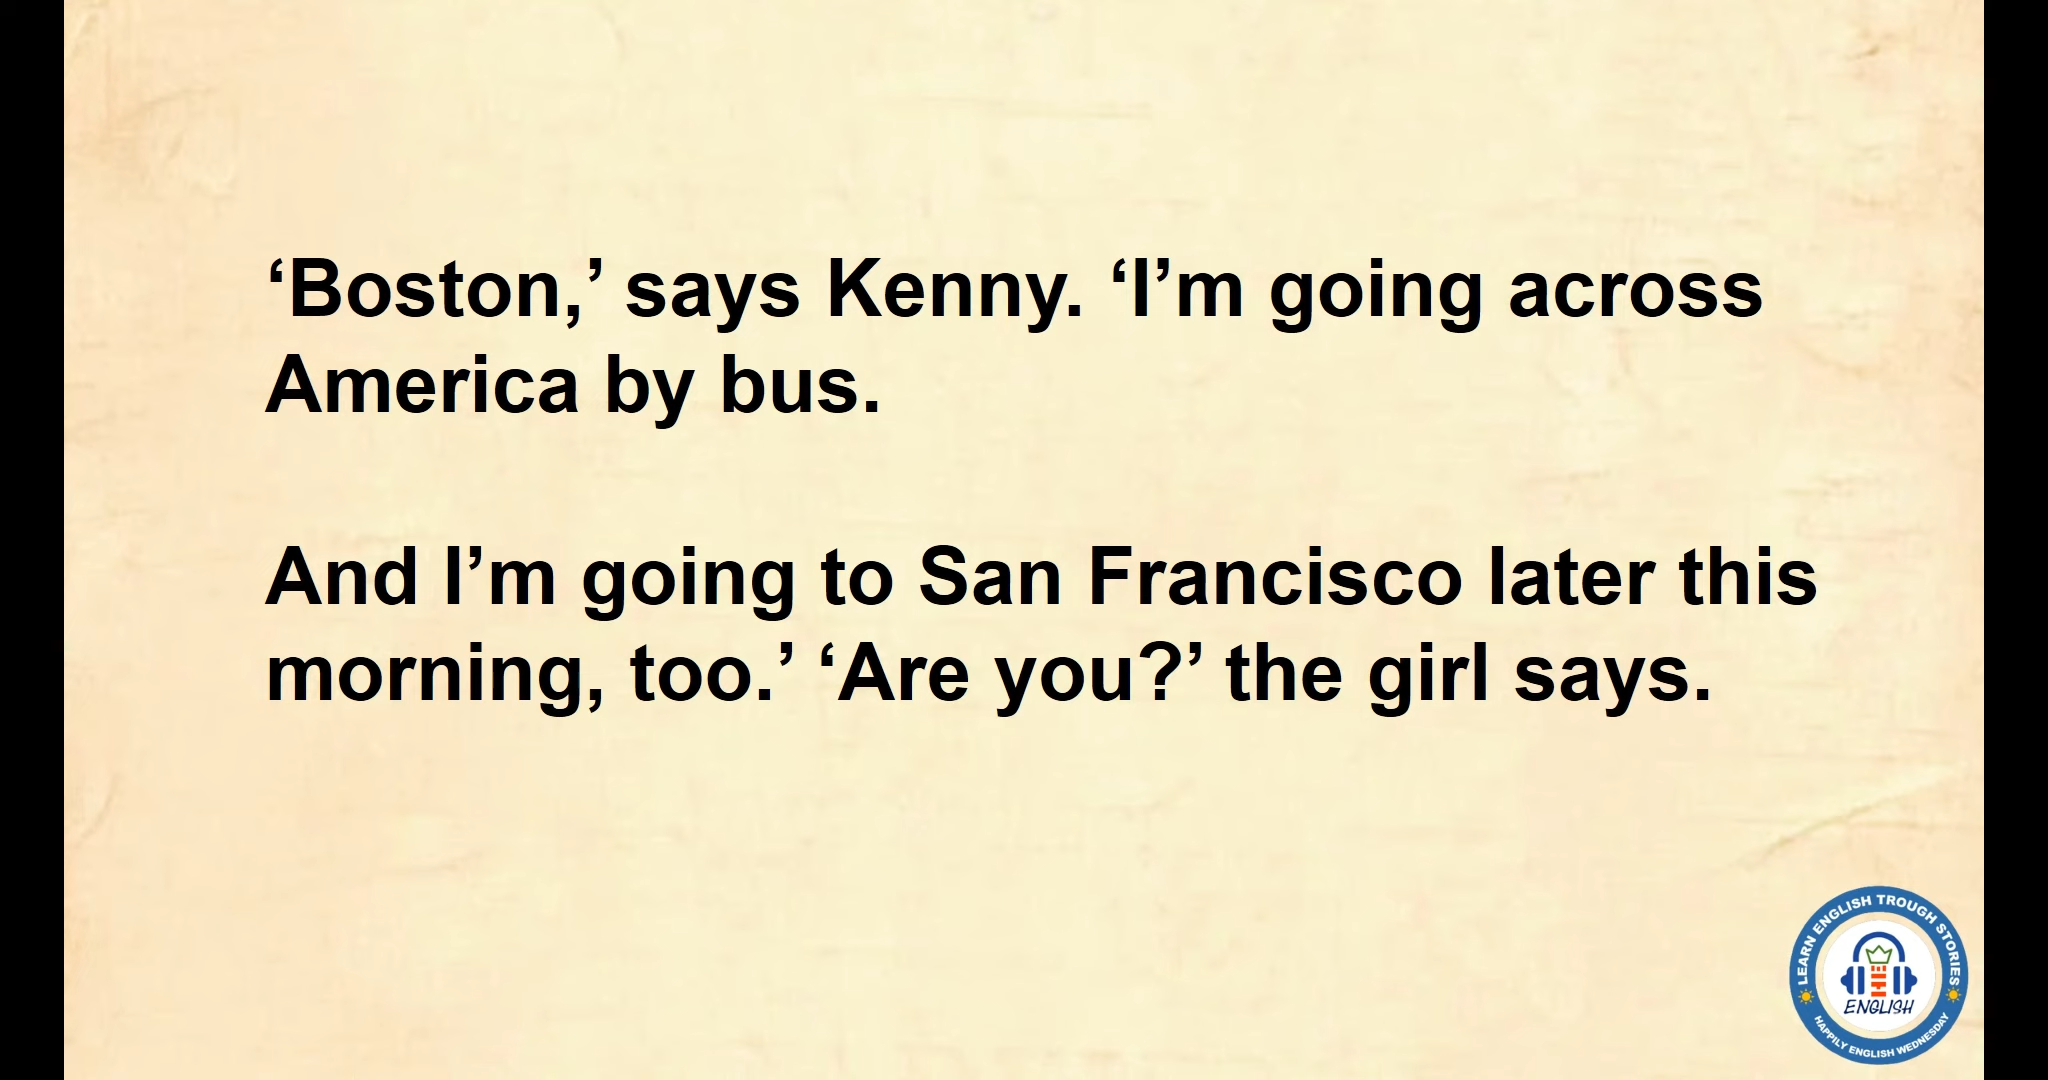 ‘Boston,’ says Kenny. ‘I’m going across
America by bus.
And I’m going to San Francisco later this
morning, too.’ ‘Are you?’ the girl says.
LEARN ENGLISH TROUGH STORIES
ENGLISH
HAPPILY ENGLISH WEDNESDAY